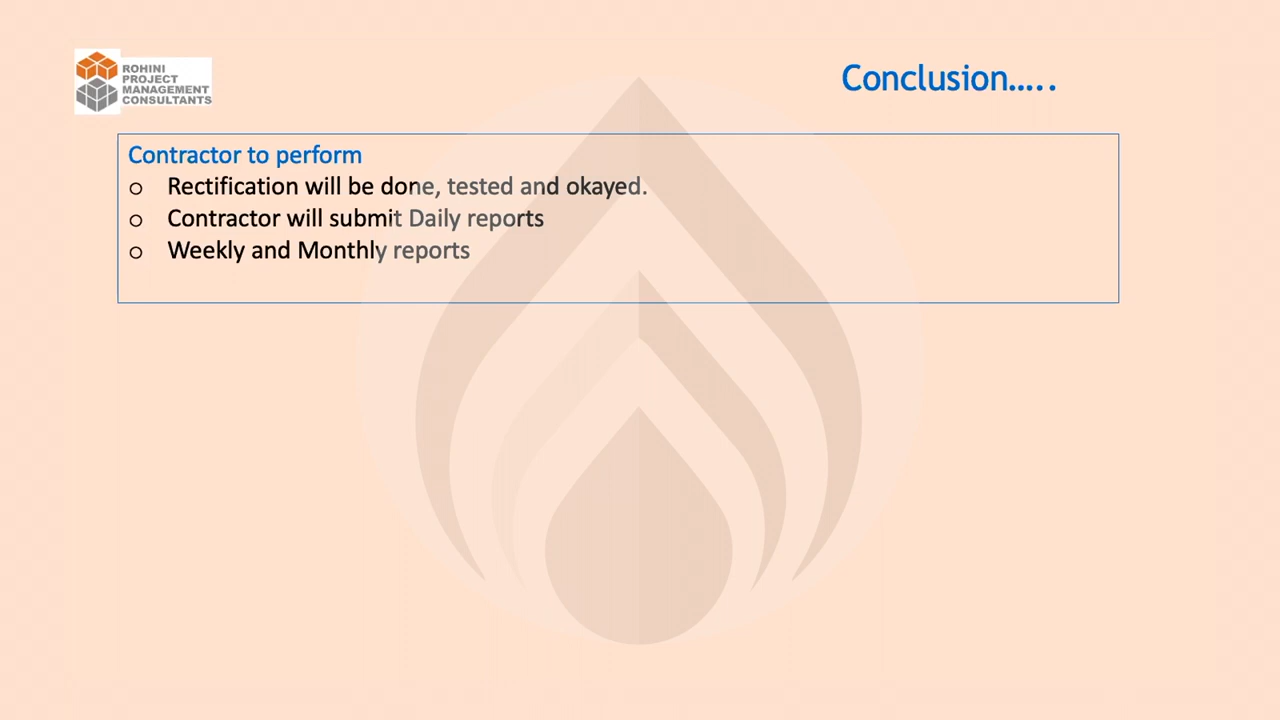 ROHINI
PROJECT
MANAGEMENT
CONSULTANTS
Conclusion.....
Contractor to perform
o Rectification will be done, tested and okayed.
o Contractor will submit Daily reports
o Weekly and Monthly reports